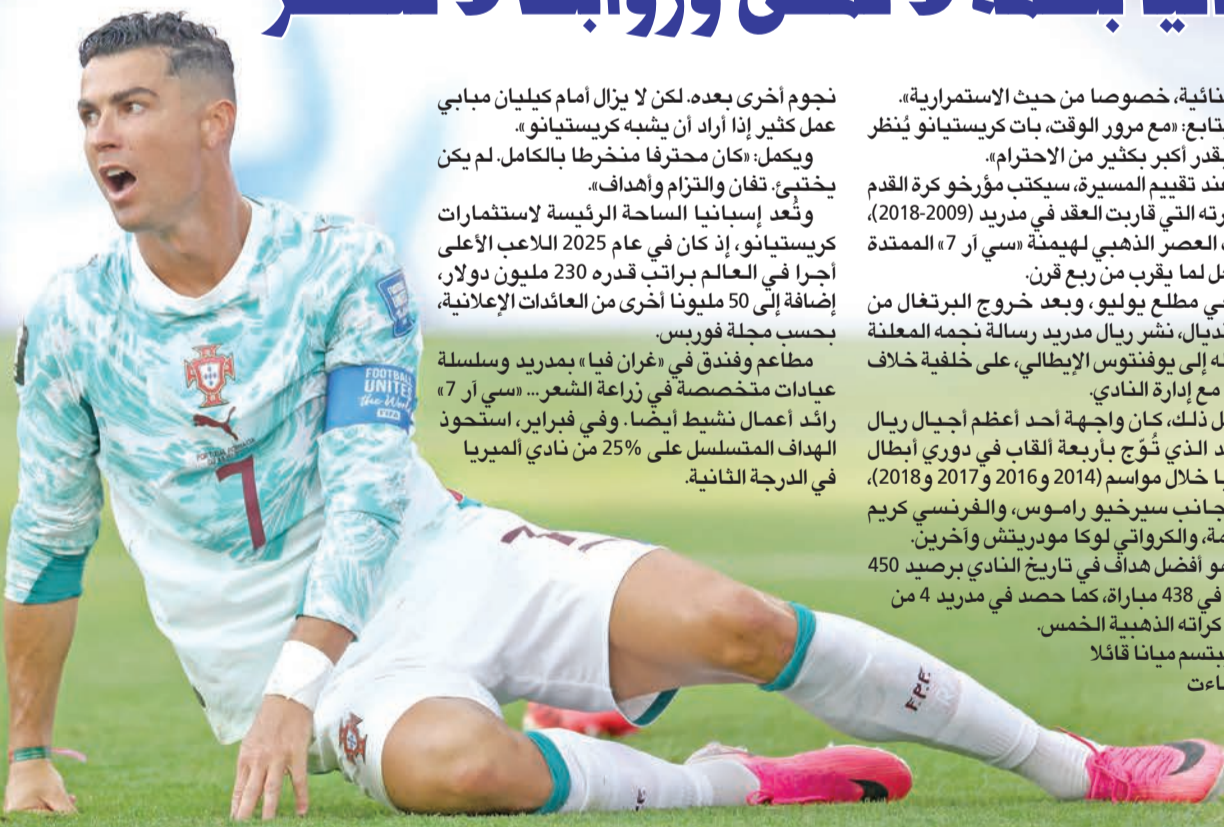 خصوصا من حيث الاستمرارية».
«مع مرور الوقت، بات كريستيانو يُنظر
أكبر بكثير من الاحترام».
تقييم المسيرة، سيكتب مؤرخو كرة القدم
التي قاربت العقد في مدريد (2009-2018)،
العصر الذهبي لهيمنة «سي آر 7» الممتدة
لما يقرب من ربع قرن.
مطلع يوليو، وبعد خروج البرتغال من
نشر ريال مدريد رسالة نجمه المعلنة
إلى يوفنتوس الإيطالي، على خلفية خلاف
مع إدارة النادي.
ذلك، كان واجهة أحد أعظم أجيال ريال
الذي تُوّج بأربعة ألقاب في دوري أبطال
خلال مواسم (2014 و2016 و2017 و2018)،
سيرخيو راموس، والفرنسي كريم
والكرواتي لوكا مودريتش وآخرين.
أفضل هداف في تاريخ النادي برصيد 450
في 438 مباراة، كما حصد في مدريد 4 من
كراته الذهبية الخمس.
ميانا قائلا
نجوم أخرى بعده. لكن لا يزال أمام كيليان مبابي
عمل كثير إذا أراد أن يشبه كريستيانو».
ويكمل: «كان محترفا منخرطا بالكامل. لم يكن
يختبئ. تفان والتزام وأهداف».
وتُعد إسبانيا الساحة الرئيسة لاستثمارات
كريستيانو، إذ كان في عام 2025 اللاعب الأعلى
أجرا في العالم براتب قدره 230 مليون دولار،
إضافة إلى 50 مليونا أخرى من العائدات الإعلانية،
بحسب مجلة فوربس.
مطاعم وفندق في «غران فيا» بمدريد وسلسلة
عيادات متخصصة في زراعة الشعر... «سي آر 7»
رائد أعمال نشيط أيضا. وفي فبراير، استحوذ
الهداف المتسلسل على 25% من نادي ألميريا
في الدرجة الثانية.
FOOTBALL
UNITES
the World
FIFA
7
F.P.F.